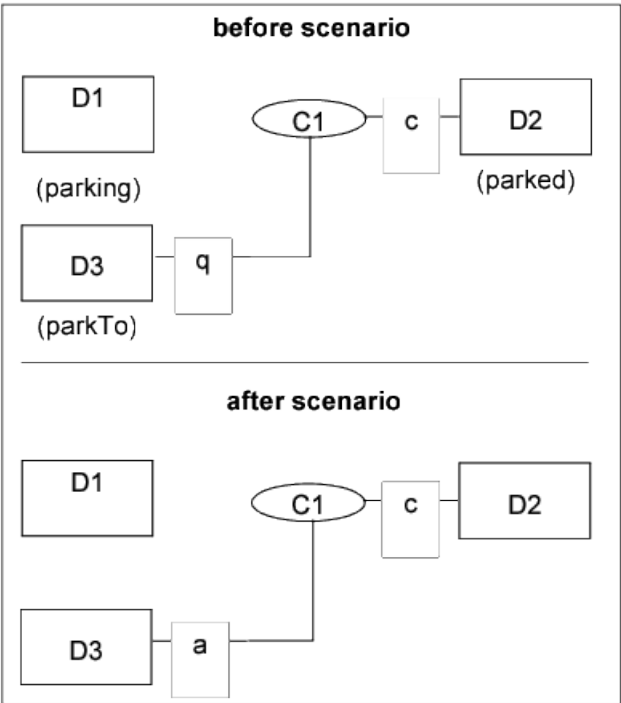 before scenario
D1
C1
c
D2
(parking)
(parked)
D3
q
(parkTo)
after scenario
D1
C1
c
D2
D3
a